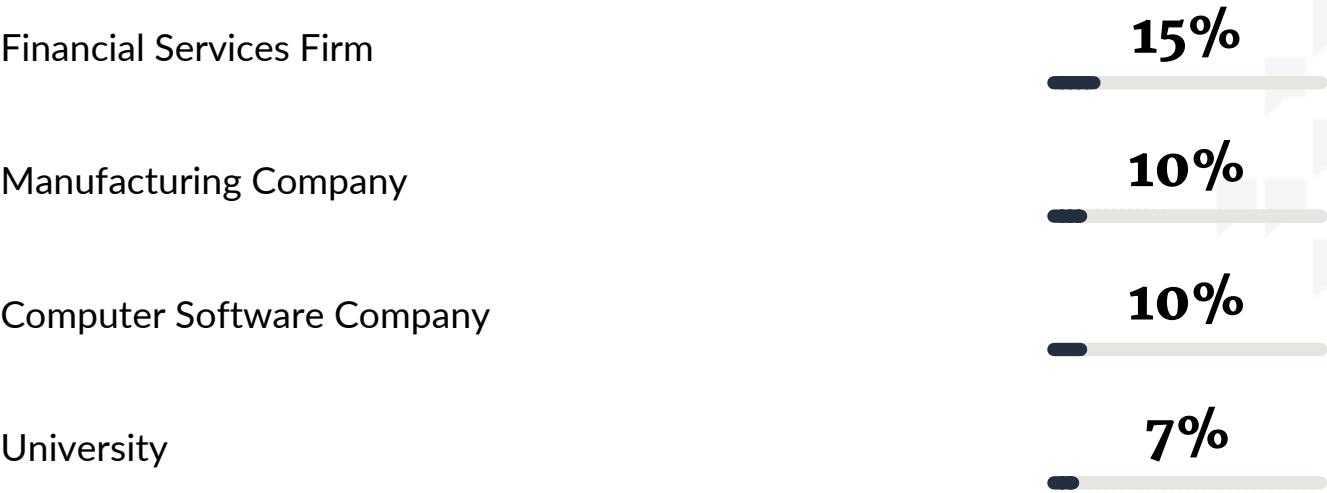 Financial Services Firm
15%
Manufacturing Company
10%
Computer Software Company
10%
University
7%